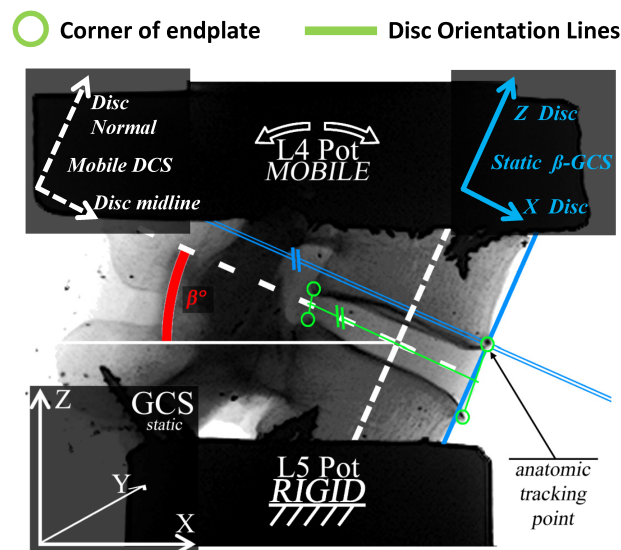 Corner of endplate
Disc Orientation Lines
Disc
Normal
Mobile DCS
Disc midline
L4 Pot
MOBILE
Z Disc
Static β-GCS
X Disc
β°
GCS
static
Z
Y
X
L5 Pot
RIGID
anatomic
tracking
point